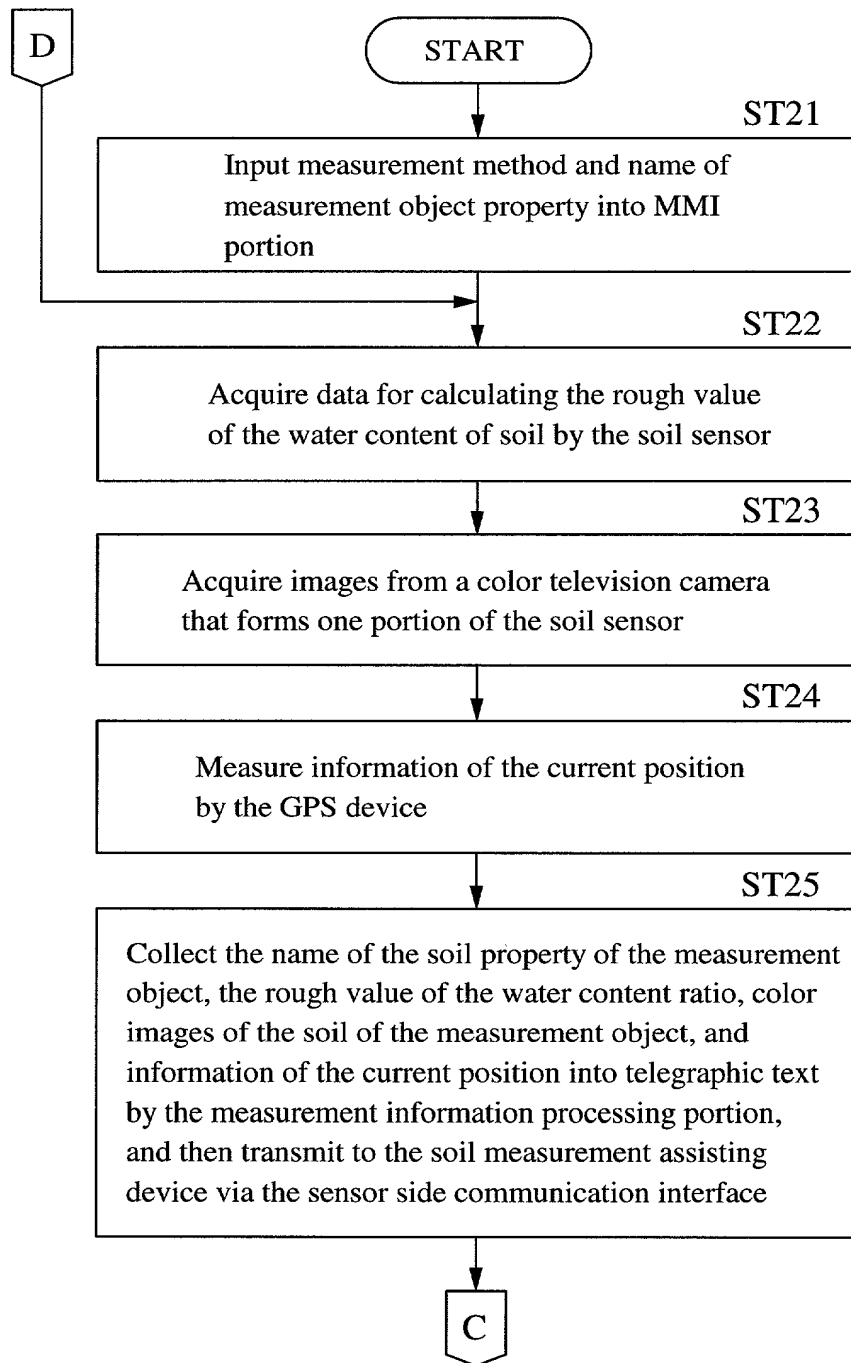 D
START
ST21
Input measurement method and name of
measurement object property into MMI
portion
ST22
Acquire data for calculating the rough value
of the water content of soil by the soil sensor
ST23
Acquire images from a color television camera
that forms one portion of the soil sensor
ST24
Measure information of the current position
by the GPS device
ST25
Collect the name of the soil property of the measurement
object, the rough value of the water content ratio, color
images of the soil of the measurement object, and
information of the current position into telegraphic text
by the measurement information processing portion,
and then transmit to the soil measurement assisting
device via the sensor side communication interface
C